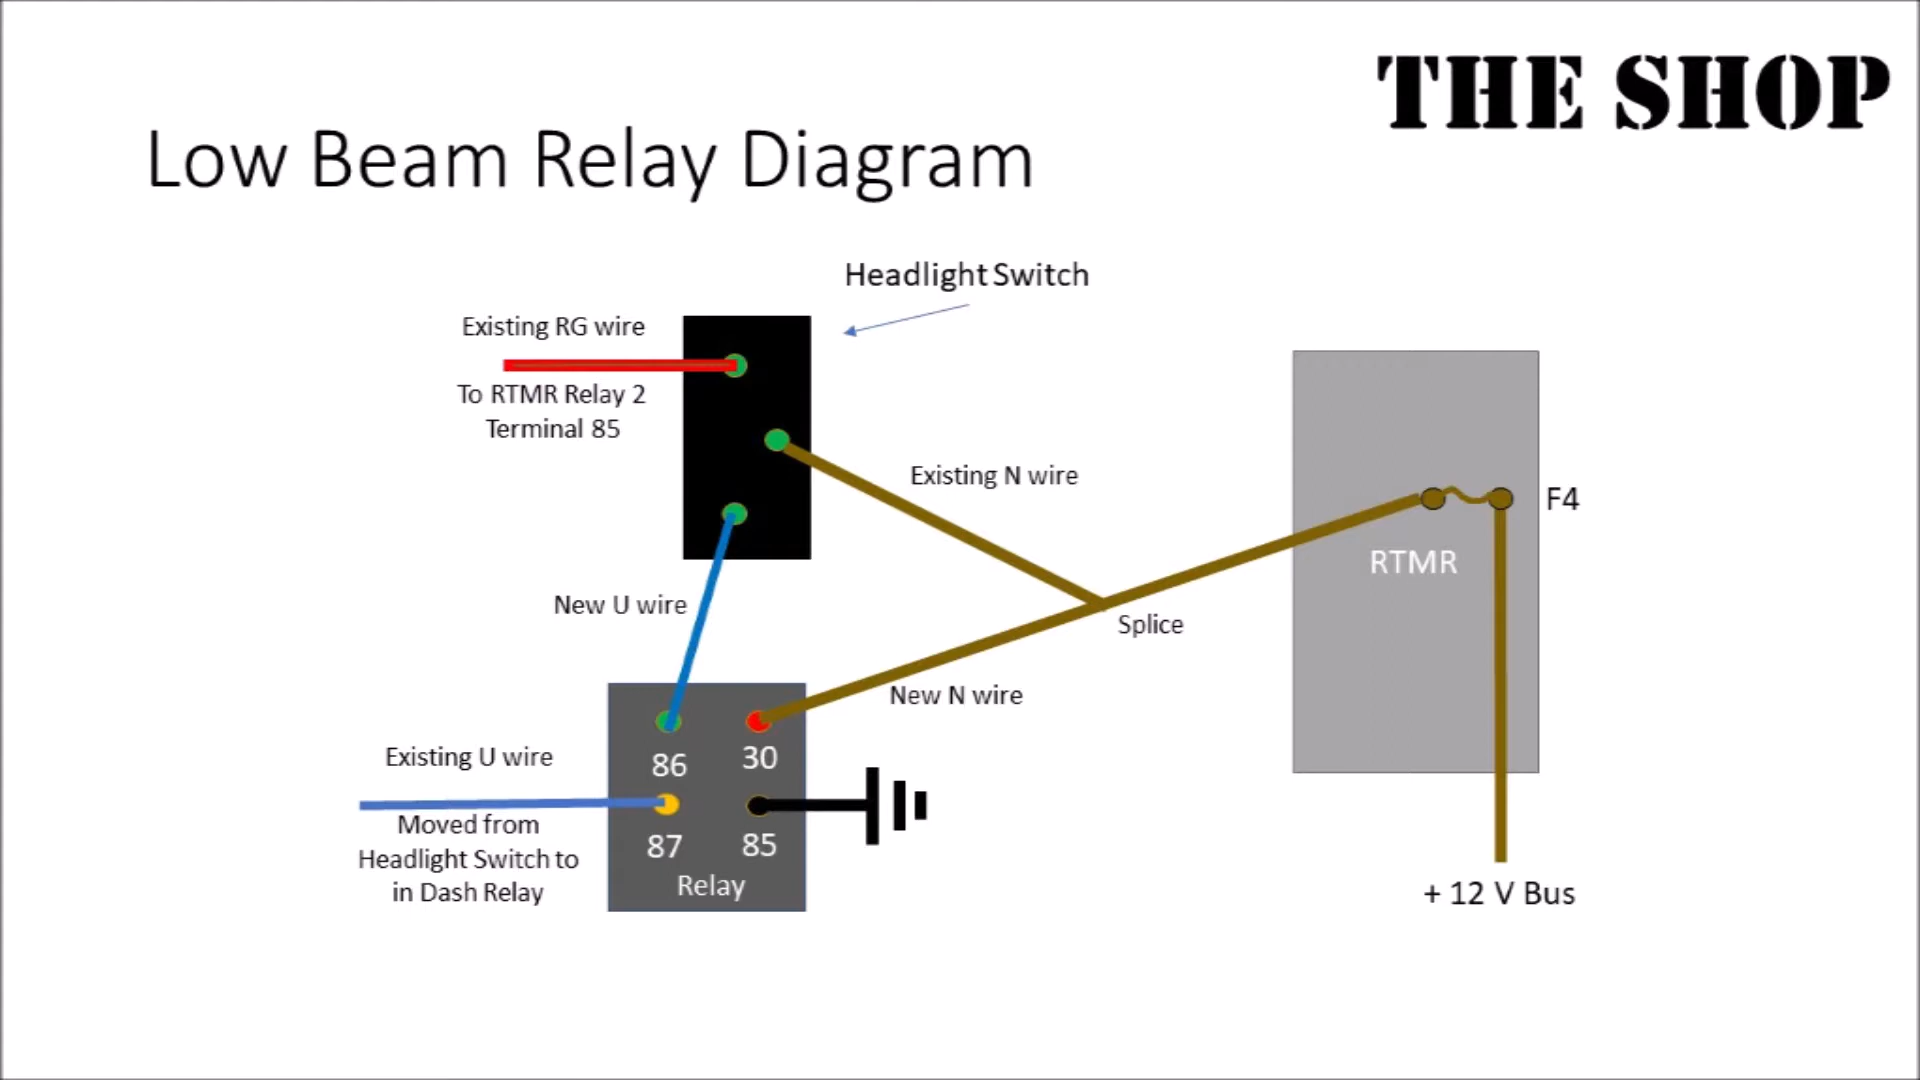 THE SHOP
Low Beam Relay Diagram
Headlight Switch
Existing RG wire
To RTMR Relay 2
Terminal 85
Existing N wire
F4
RTMR
New U wire
Splice
New N wire
86
30
Existing U wire
Moved from
Headlight Switch to
in Dash Relay
87
85
Relay
+ 12 V Bus